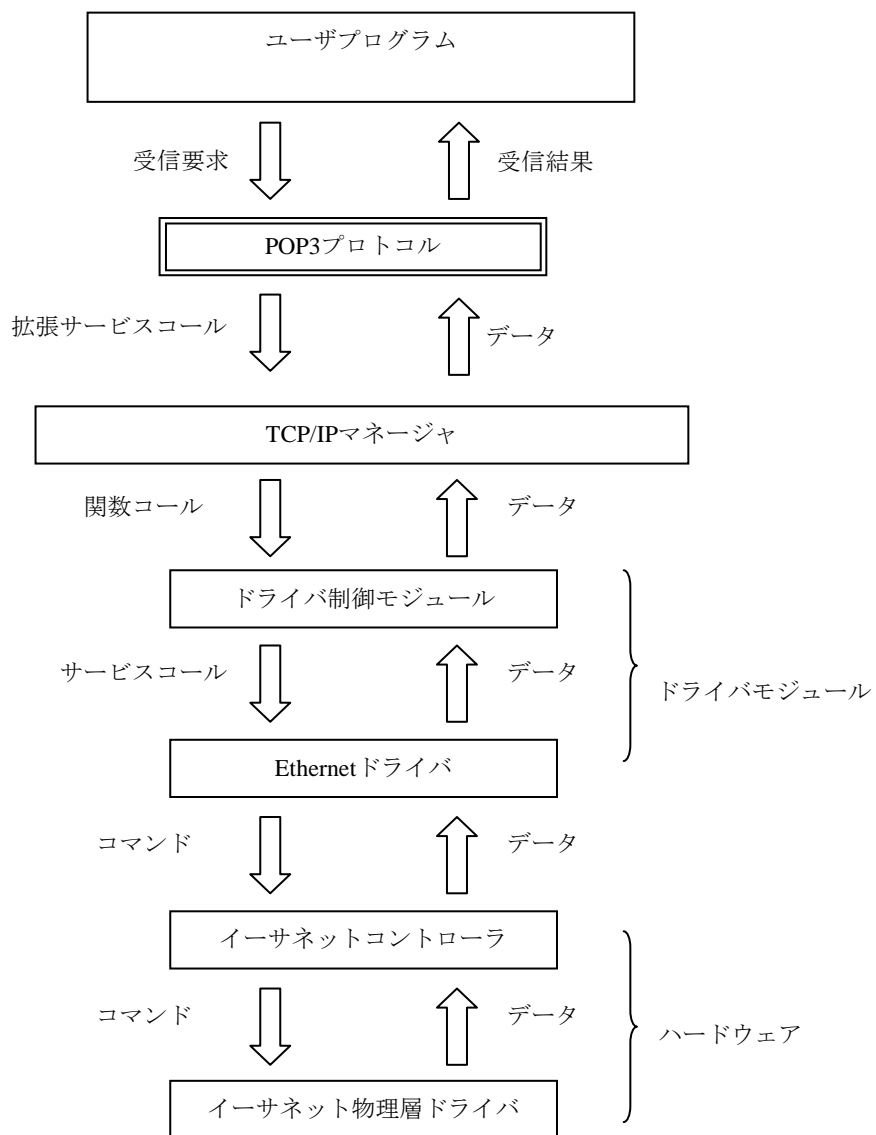 ユーザプログラム
受信要求
受信結果
POP3プロトコル
拡張サービスコール
データ
TCP/IPマネージャ
関数コール
データ
ドライバ制御モジュール
サービスコール
データ
ドライバモジュール
Ethernetドライバ
コマンド
データ
イーサネットコントローラ
コマンド
データ
ハードウェア
イーサネット物理層ドライバ